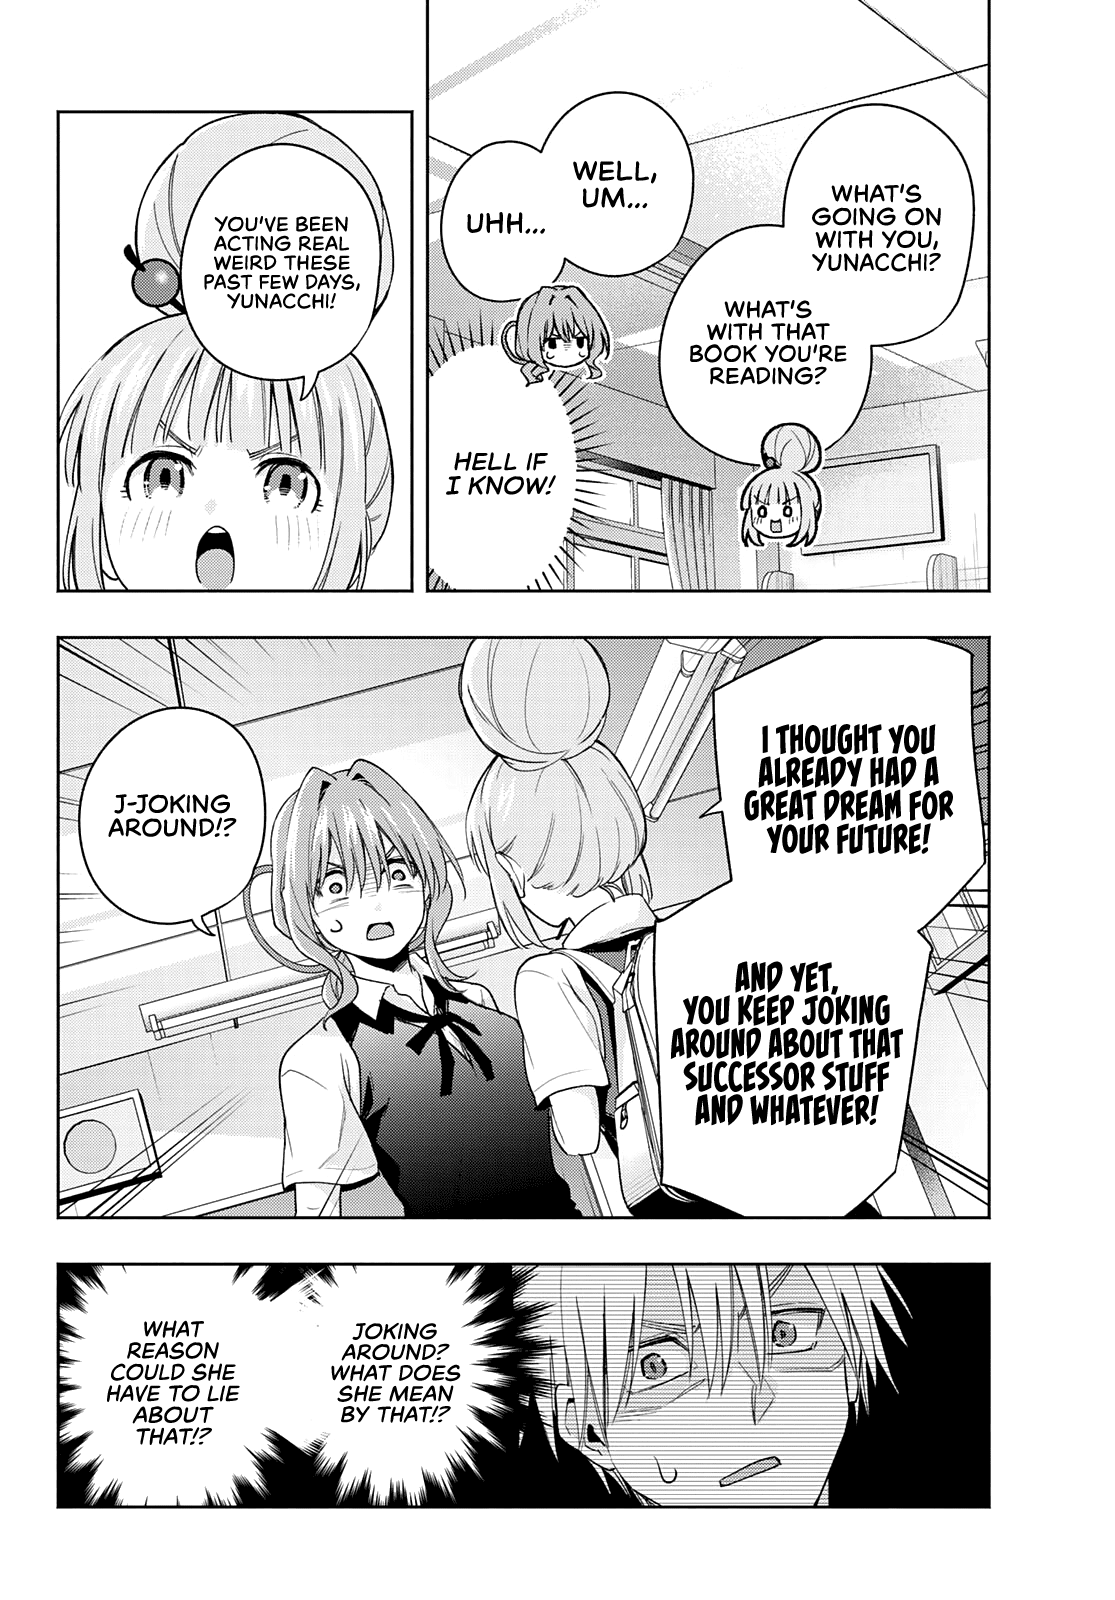 WHAT'S
GOING ON
WITH YOU,
YUNACCHI?
WHAT'S
WITH THAT
BOOK YOU'RE
READING?
WELL,
UM...
UHH...
HELL IF
I KNOW!
YOU'VE BEEN
ACTING REAL
WEIRD THESE
PAST FEW DAYS,
YUNACCHI!
I THOUGHT YOU
ALREADY HAD A
GREAT DREAM FOR
YOUR FUTURE!
AND YET,
YOU KEEP JOKING
AROUND ABOUT THAT
SUCCESSOR STUFF
AND WHATEVER!
J-JOKING
AROUND!?
JOKING
AROUND?
WHAT DOES
SHE MEAN
BY THAT!?
WHAT
REASON
COULD SHE
HAVE TO LIE
ABOUT
THAT!?